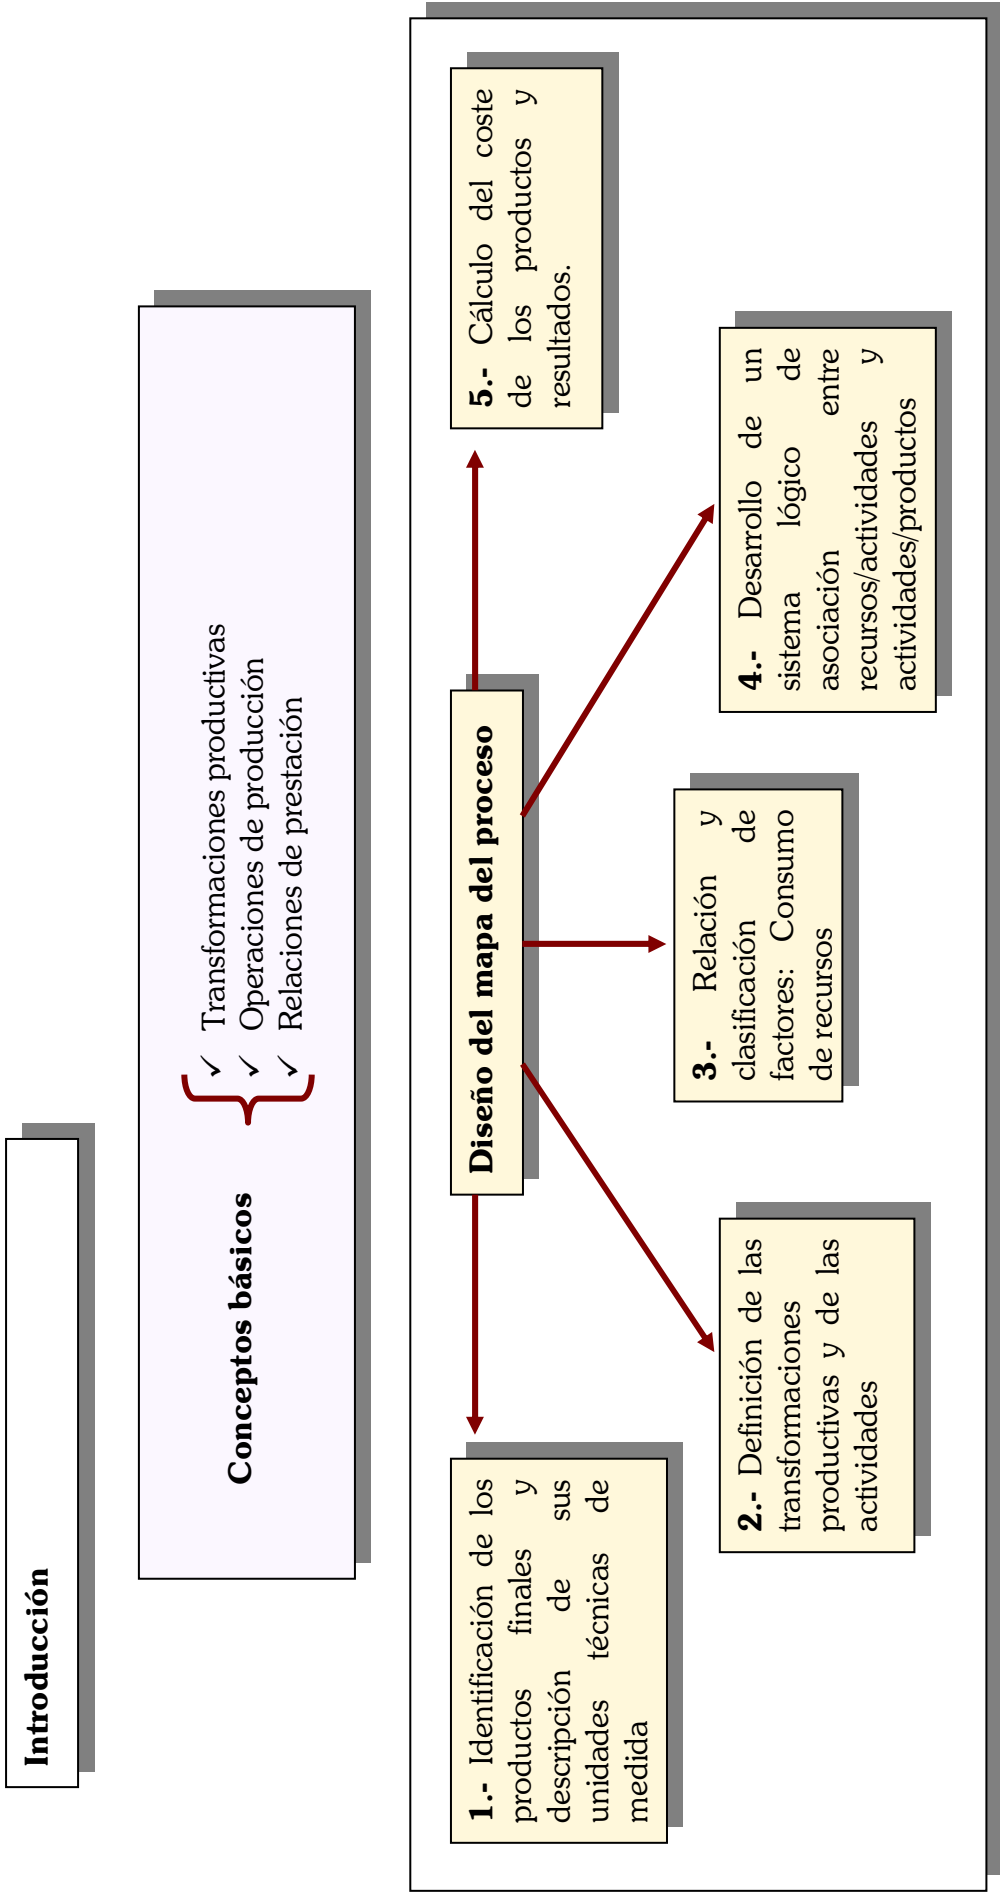 Introducción
Conceptos básicos
✓ Transformaciones productivas
✓ Operaciones de producción
✓ Relaciones de prestación
Diseño del mapa del proceso
1.- Identificación de los
productos finales y
descripción de sus
unidades técnicas de
medida
2.- Definición de las
transformaciones
productivas y de las
actividades
3.- Relación y
clasificación de
factores: Consumo
de recursos
4.- Desarrollo de un
sistema lógico de
asociación entre
recursos/actividades y
actividades/productos
5.- Cálculo del coste
de los productos y
resultados.